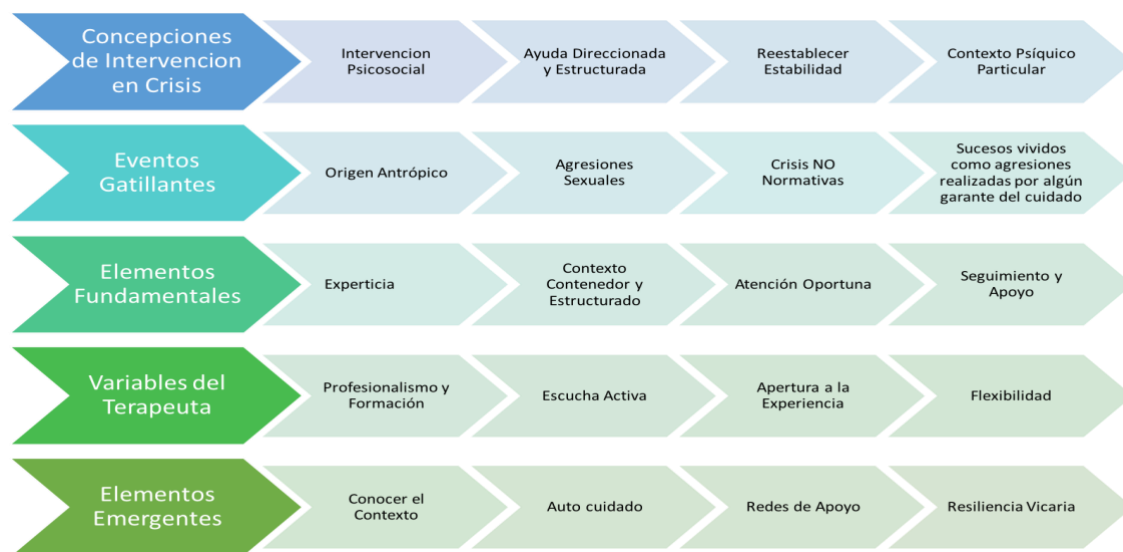 Concepciones
de Intervencion
en Crisis
Intervencion
Psicosocial
Ayuda Direccionada
y Estructurada
Reestablecer
Estabilidad
Contexto Psíquico
Particular
Eventos
Gatillantes
Origen Antrópico
Agresiones
Sexuales
Crisis NO
Normativas
Sucesos vividos
como agresiones
realizadas por algún
garante del cuidado
Elementos
Fundamentales
Experticia
Contexto
Contenedor y
Estructurado
Atención Oportuna
Seguimiento y
Apoyo
Variables del
Terapeuta
Profesionalismo y
Formación
Escucha Activa
Apertura a la
Experiencia
Flexibilidad
Elementos
Emergentes
Conocer el
Contexto
Auto cuidado
Redes de Apoyo
Resiliencia Vicaria